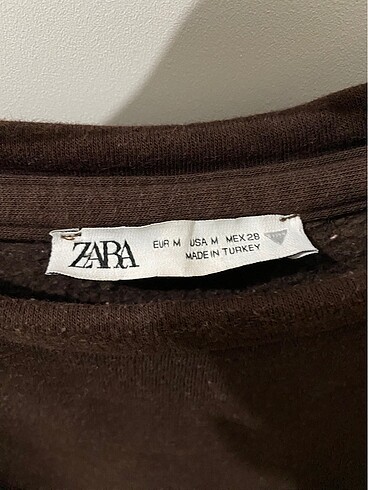 ZARA
EUR M USA M MEX 28
MADE IN TURKEY